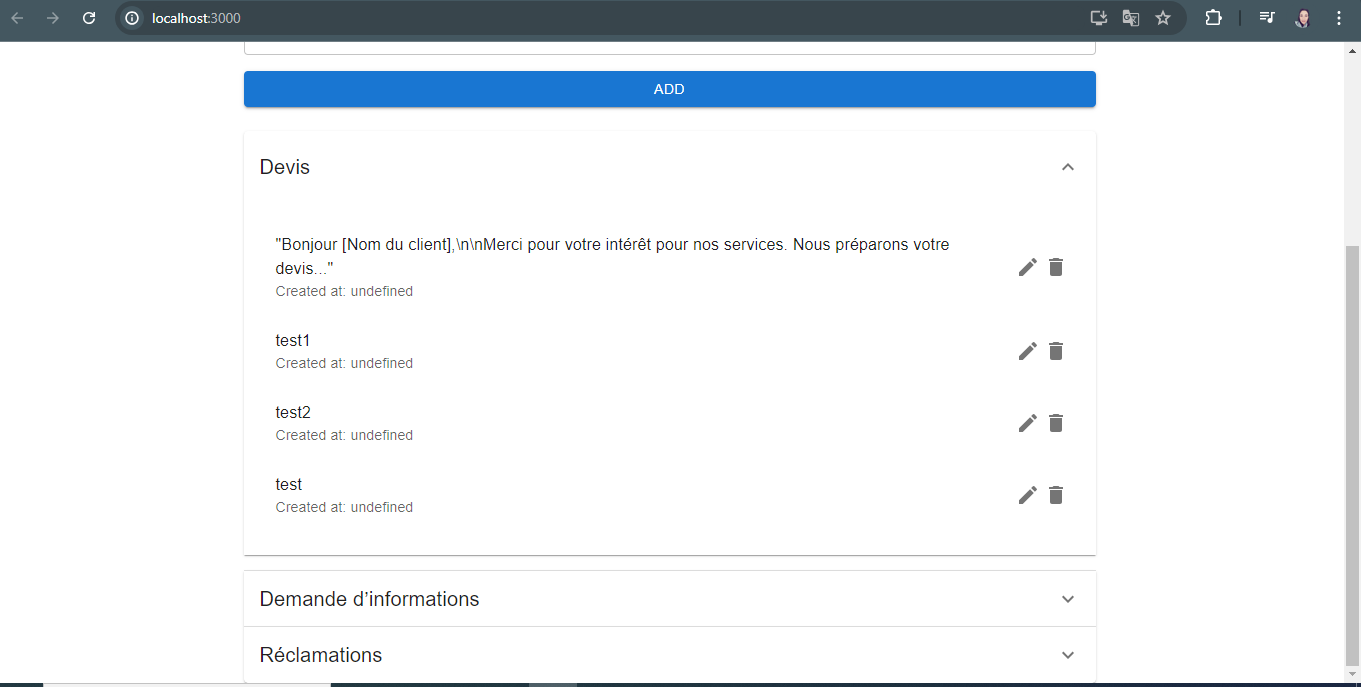 localhost:3000
ADD
Devis
"Bonjour [Nom du client],\n\nMerci pour votre intérêt pour nos services. Nous préparons votre
devis..."
Created at: undefined
test1
Created at: undefined
test2
Created at: undefined
test
Created at: undefined
Demande d’informations
Réclamations